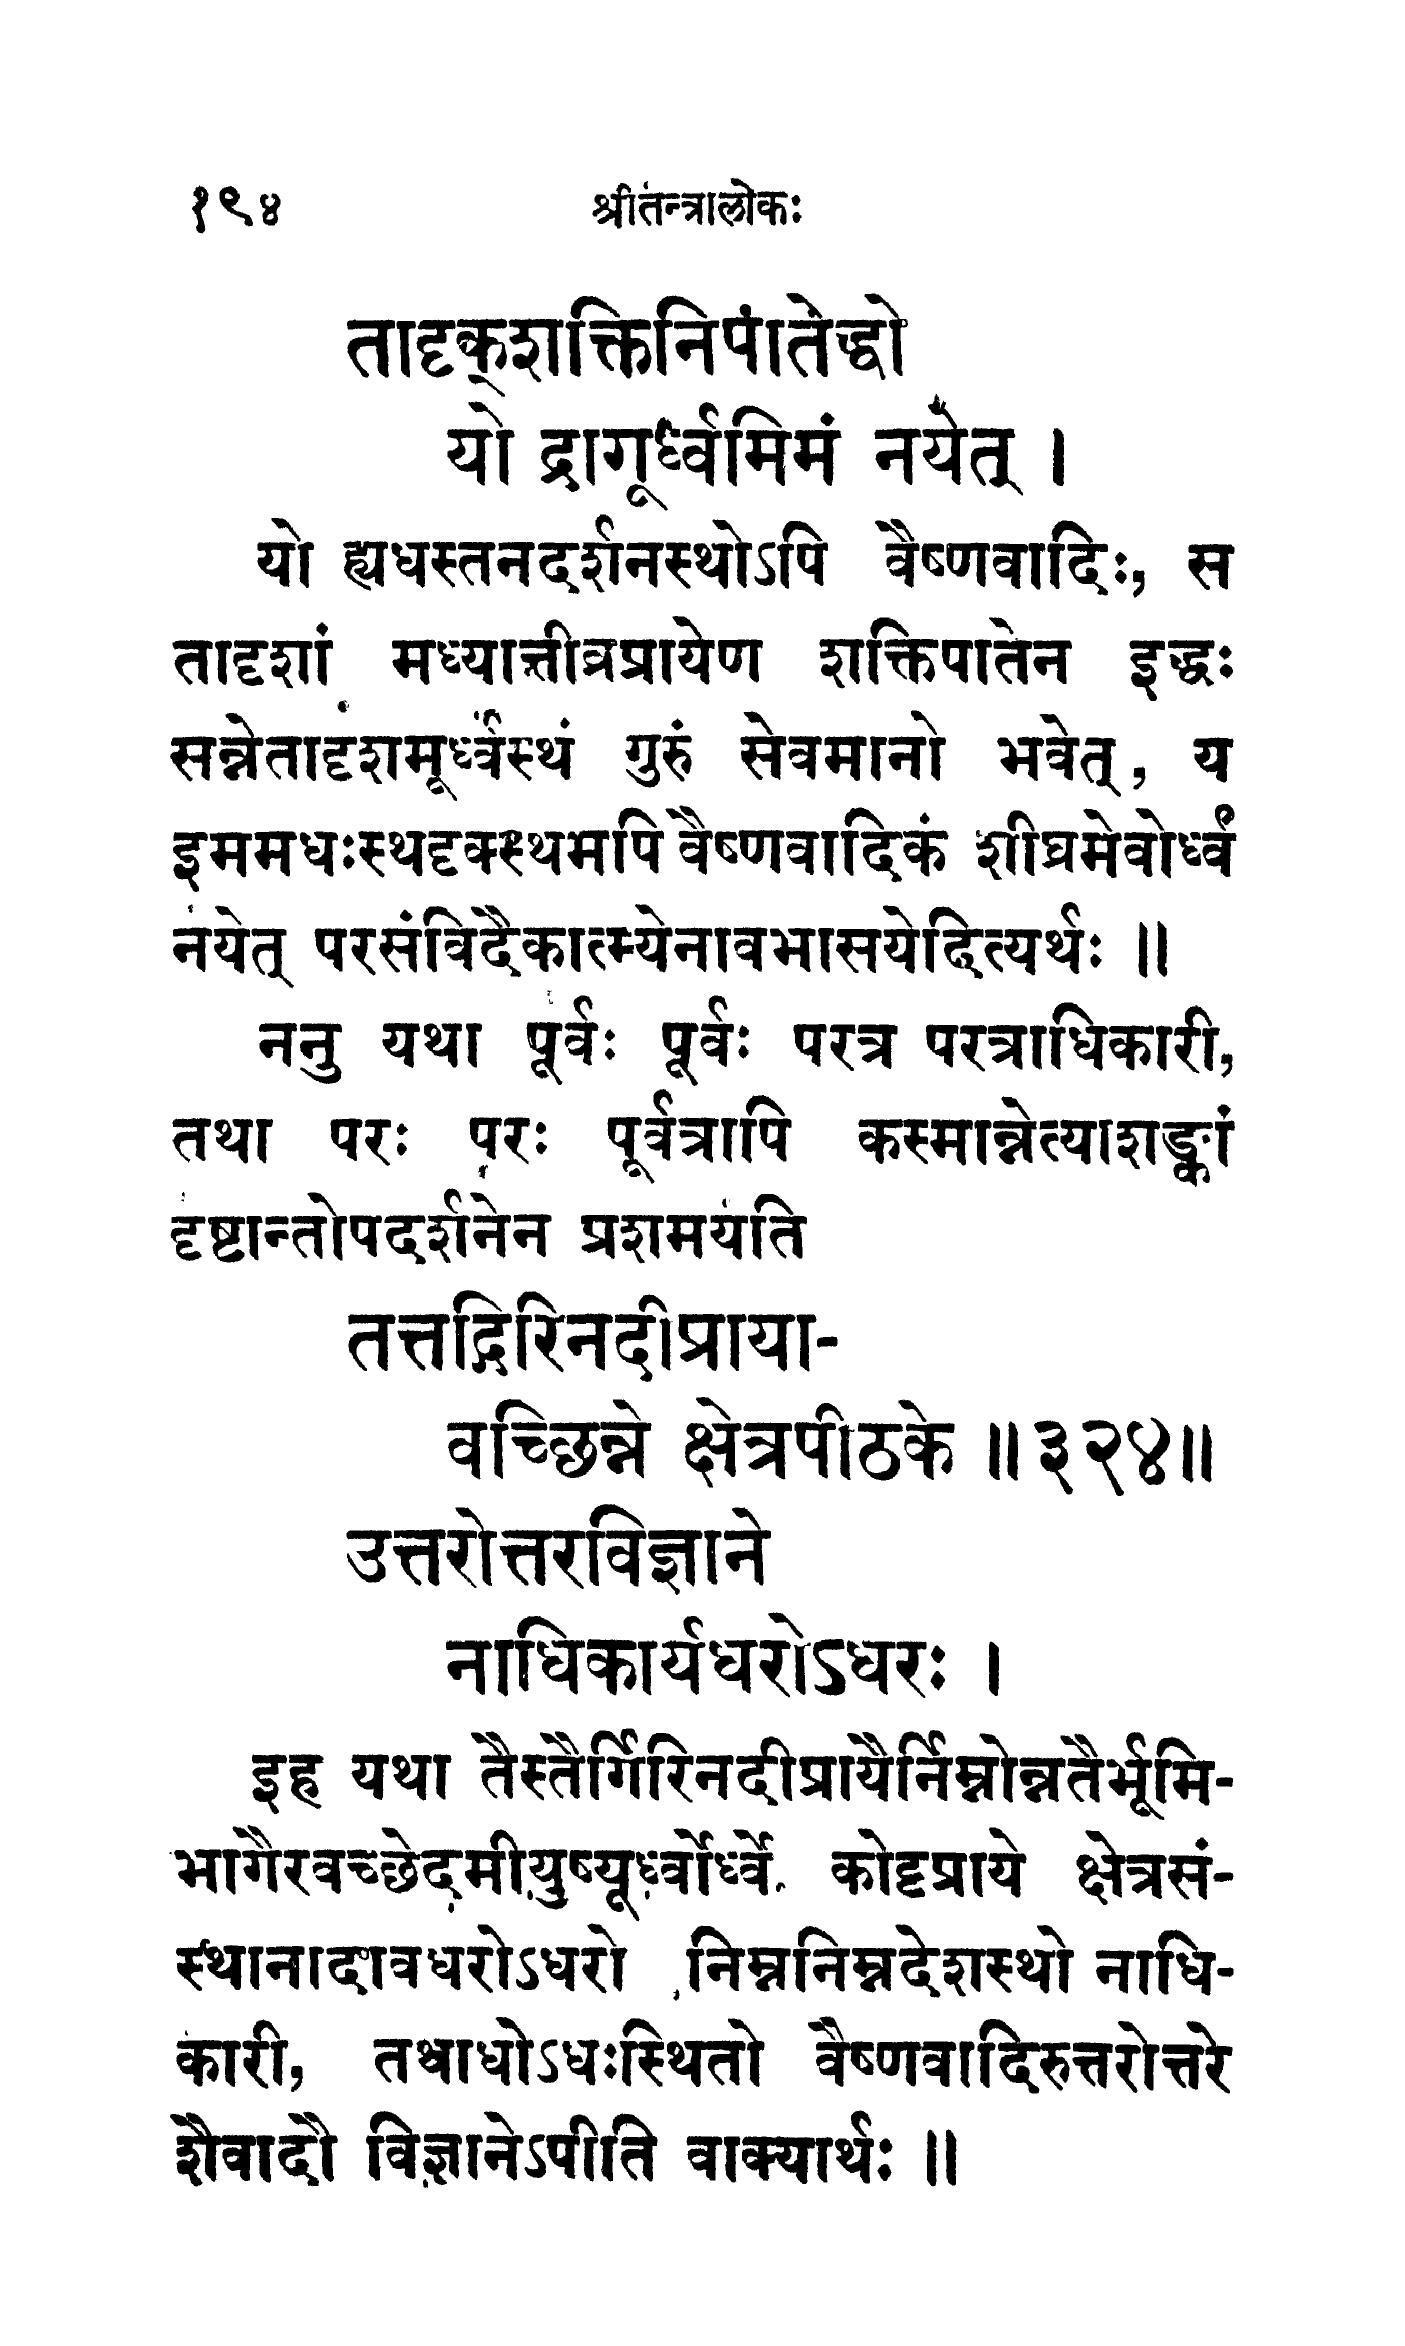 १९४ श्रीतन्त्रालोकः
तादृक्शक्तिनिपातेद्धो
यो द्रागूर्ध्वमिमं नयेत् ।
यो ह्यधस्तनदर्शनस्थोऽपि वैष्णवादिः, स
तादृशां मध्यात्तीव्रप्रायेण शक्तिपातेन इद्धः
सन्नेतादृशमूर्ध्वस्थं गुरुं सेवमानो भवेत्, य
इममधःस्थदृक्स्थमपि वैष्णवादिकं शीघ्रमेवोर्ध्वं
नयेत् परसंविदैकात्म्येनावभासयेदित्यर्थः ॥
ननु यथा पूर्वः पूर्वः परत्र परत्राधिकारी,
तथा परः परः पूर्वत्रापि कस्मान्नेत्याशङ्कां
दृष्टान्तोपदर्शनेन प्रशमयति
तत्तद्गिरिनदीप्राया-
वच्छिन्ने क्षेत्रपीठके ॥ ३२४ ॥
उत्तरोत्तरविज्ञाने
नाधिकार्यधरोऽधरः ।
इह यथा तैस्तैर्गिरिनदीप्रायैर्निम्नोन्नतैर्भूमि-
भागैरवच्छेदमीयुष्यूर्ध्वोर्ध्वे कोट्टप्राये क्षेत्रसं-
स्थानादावधरोऽधरो निम्ननिम्नदेशस्थो नाधि-
कारी, तथाधोऽधःस्थितो वैष्णवादिरुत्तरोत्तरे
शैवादौ विज्ञानेऽपीति वाक्यार्थः ॥